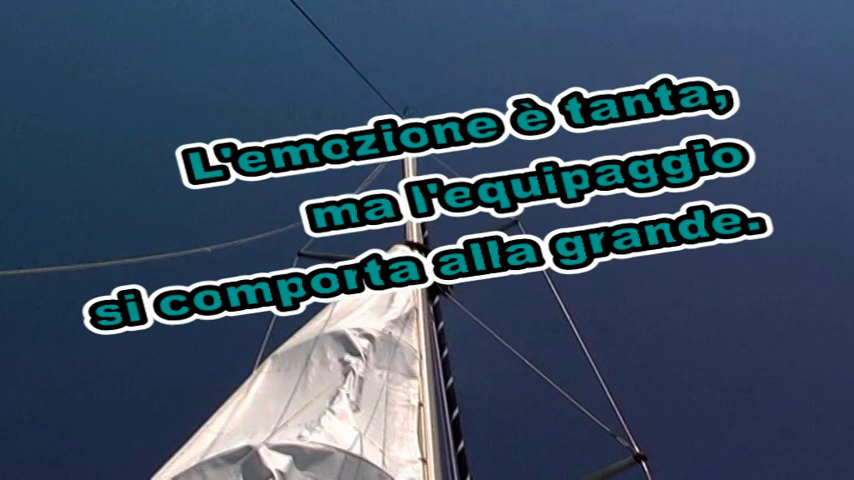 L'emozione è tanta,
ma l'equipaggio
si comporta alla grande.